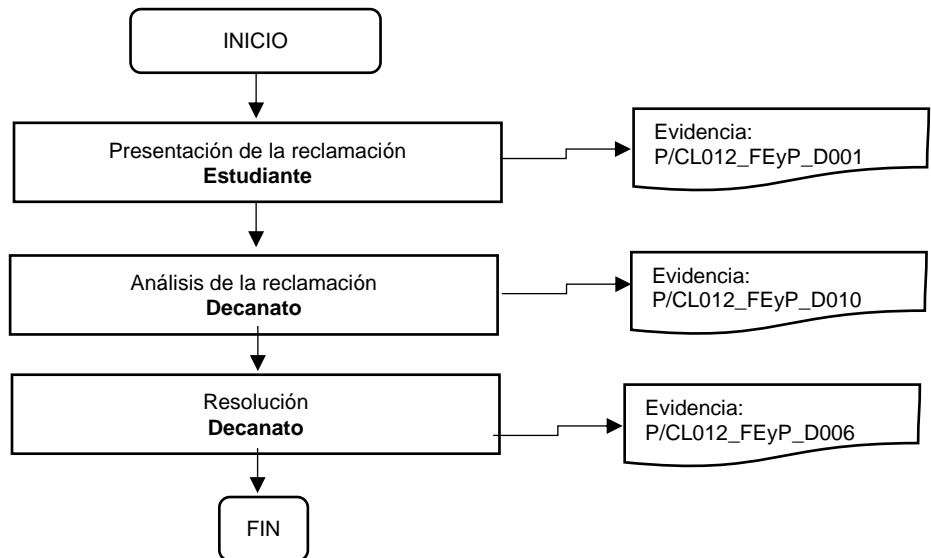 INICIO
Presentación de la reclamación
Estudiante
Evidencia:
P/CL012_FEyP_D001
Análisis de la reclamación
Decanato
Evidencia:
P/CL012_FEyP_D010
Resolución
Decanato
Evidencia:
P/CL012_FEyP_D006
FIN